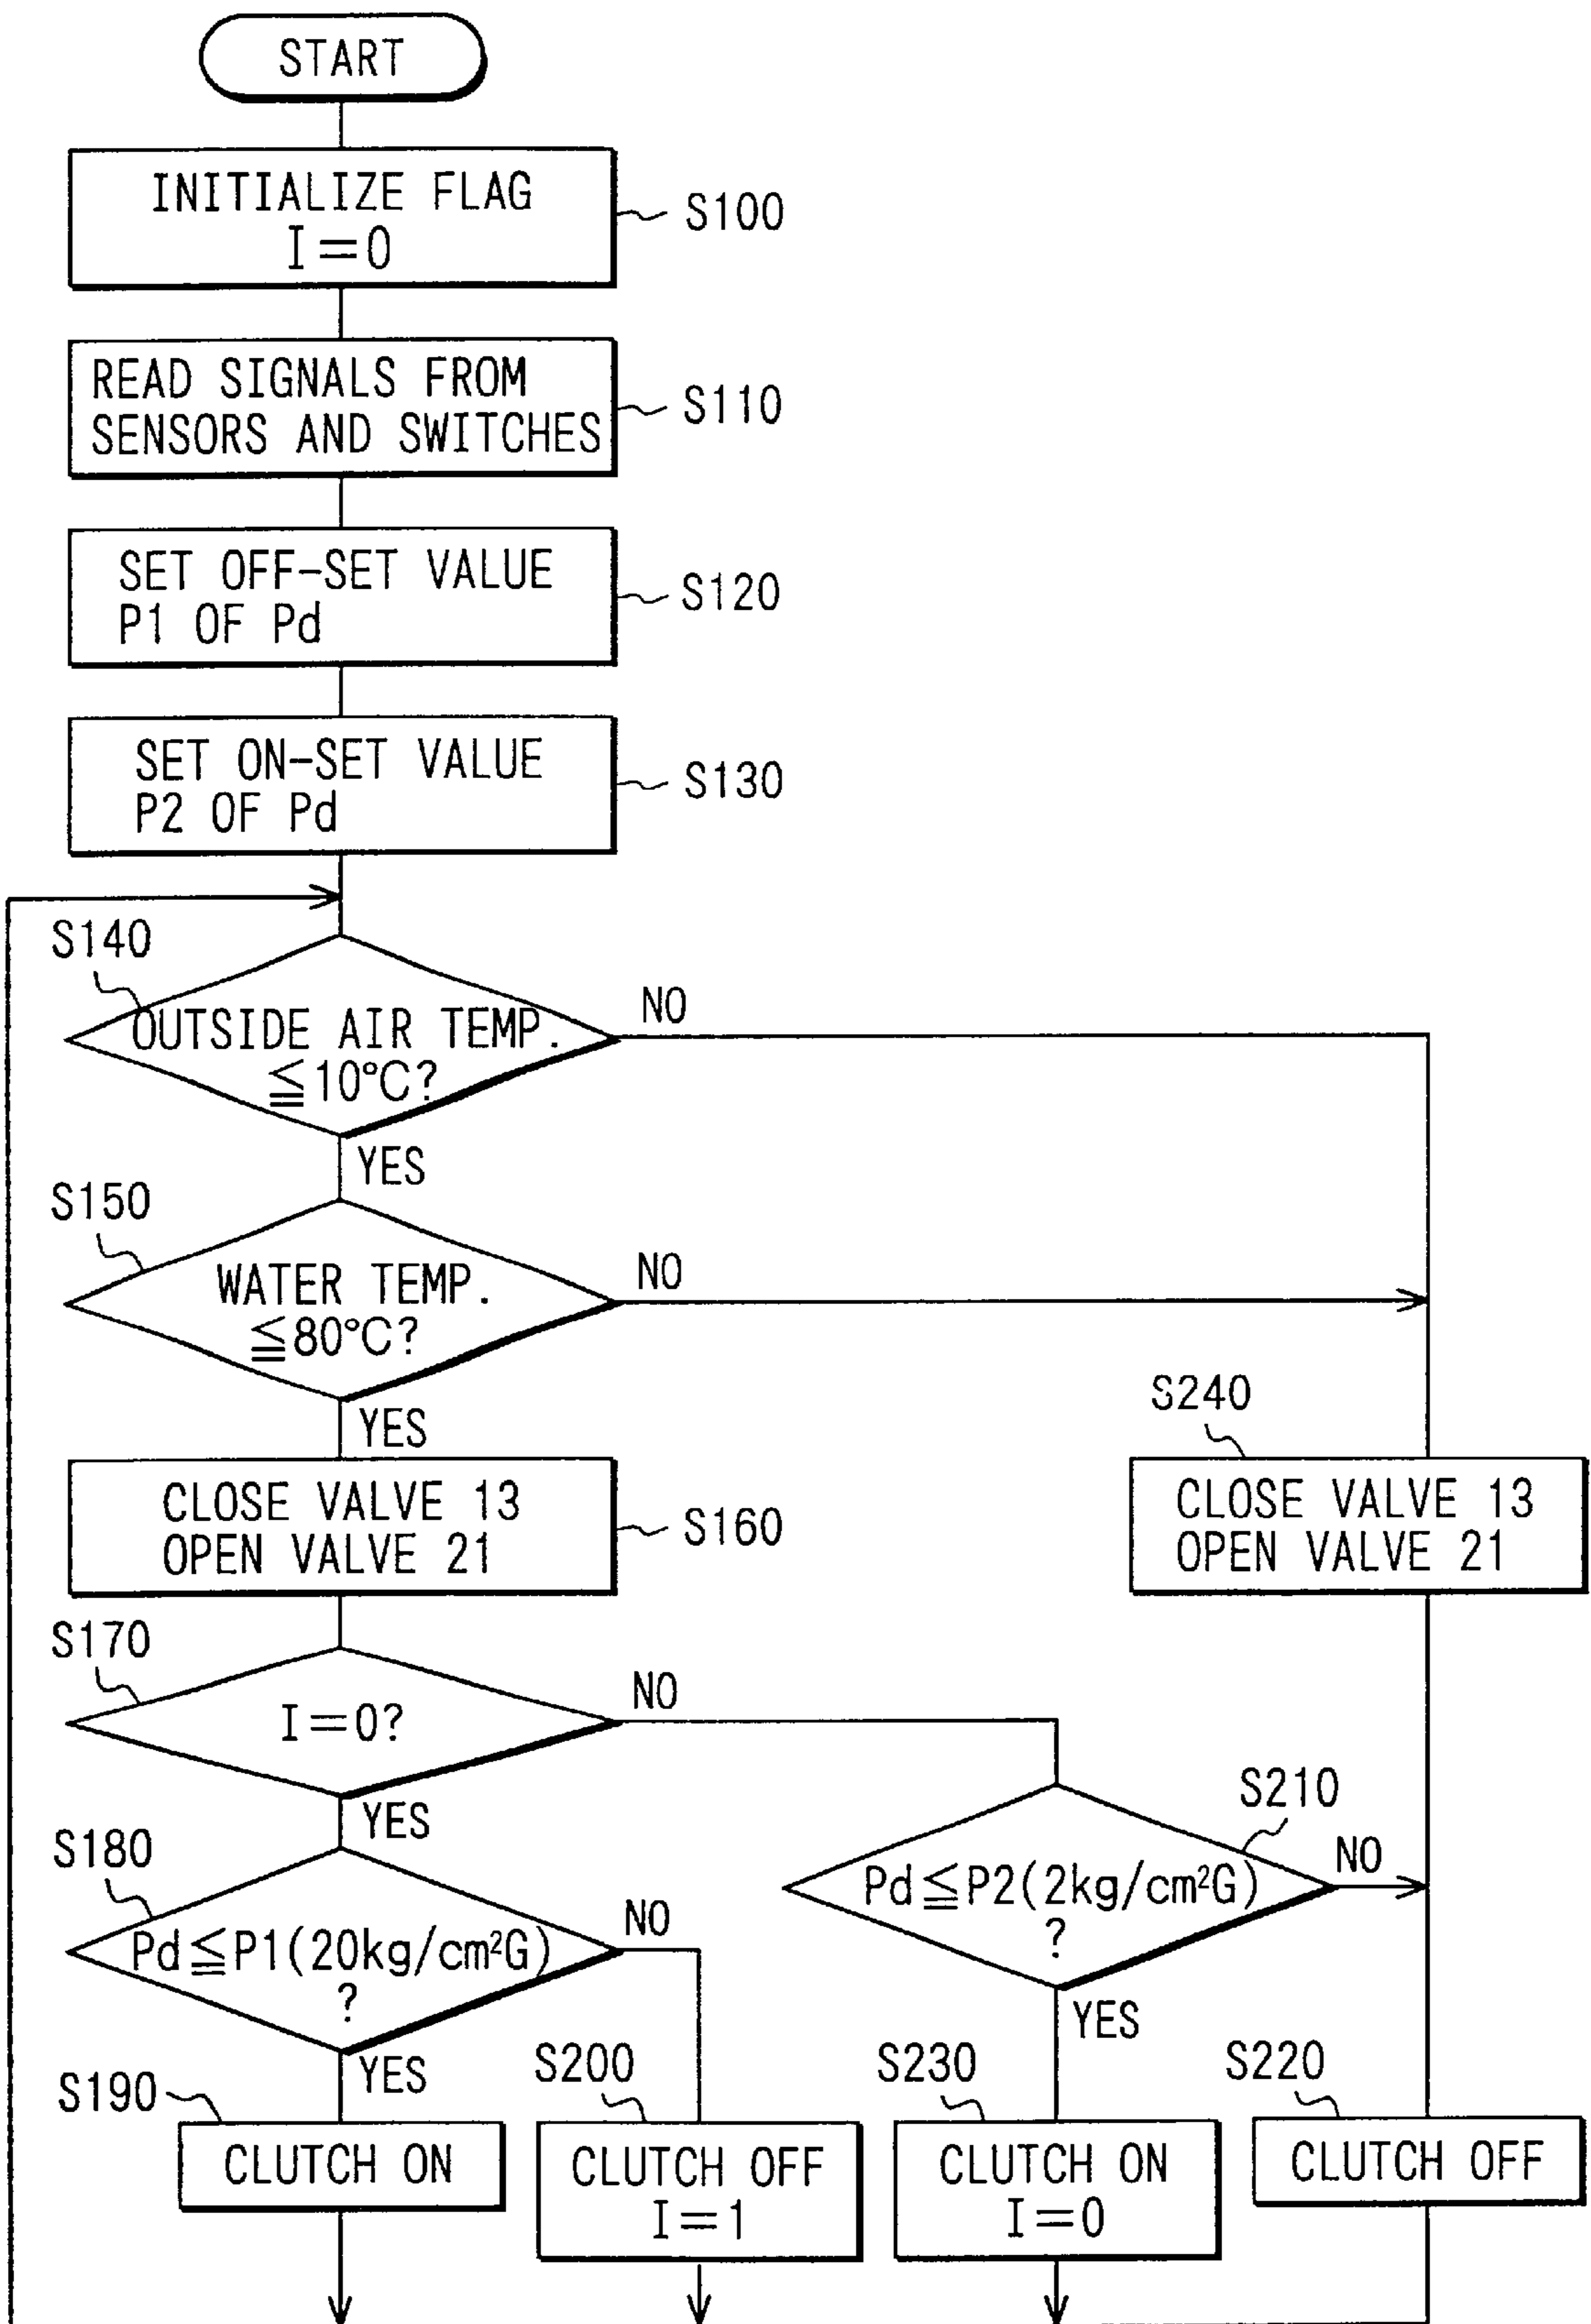 START
INITIALIZE FLAG
I=0
S100
READ SIGNALS FROM
SENSORS AND SWITCHES
S110
SET OFF-SET VALUE
P1 OF Pd
S120
SET ON-SET VALUE
P2 OF Pd
S130
S140
OUTSIDE AIR TEMP.
≦10°C?
NO
YES
S150
WATER TEMP.
≦80°C?
NO
YES
S240
CLOSE VALVE 13
OPEN VALVE 21
S160
CLOSE VALVE 13
OPEN VALVE 21
S170
I=0?
NO
YES
S210
Pd≦P2(2kg/cm²G)
?
NO
YES
S180
Pd≦P1(20kg/cm²G)
?
NO
YES
S190
CLUTCH ON
S200
CLUTCH OFF
I=1
S230
CLUTCH ON
I=0
S220
CLUTCH OFF